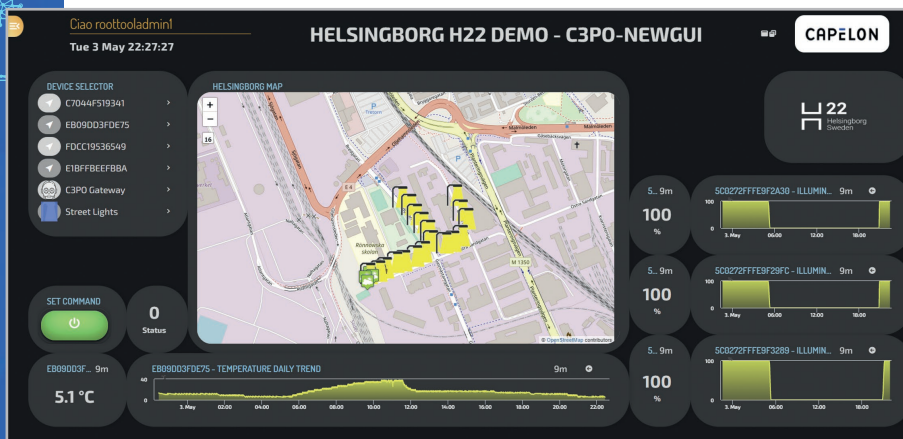 Ciao roottooladmin1
Tue 3 May 22:27:27
HELSINGBORG H22 DEMO - C3PO-NEWGUI
CAPELON
DEVICE SELECTOR
C7044F519341
EB09DD3FDE75
FDCC19536549
E1BFFBEEFBBA
C3PO Gateway
Street Lights
HELSINGBORG MAP
+
−
16
P
E 4
Malmöleden
Malmöleden
P
Rönnowska
skolan
M 1350
© OpenStreetMap contributors
22
Helsingborg
Sweden
5... 9m
100
%
5C0272FFFE9F2A30 - ILLUMIN... 9m
100
0
3. May 06:00 12:00 18:00
5... 9m
100
%
5C0272FFFE9F29FC - ILLUMIN... 9m
100
0
3. May 06:00 12:00 18:00
5... 9m
100
%
5C0272FFFE9F3289 - ILLUMIN... 9m
100
0
3. May 06:00 12:00 18:00
SET COMMAND
0
Status
EB09DD3F... 9m
5.1 °C
EB09DD3FDE75 - TEMPERATURE DAILY TREND 9m
40
0
3. May 02:00 04:00 06:00 08:00 10:00 12:00 14:00 16:00 18:00 20:00 22:00